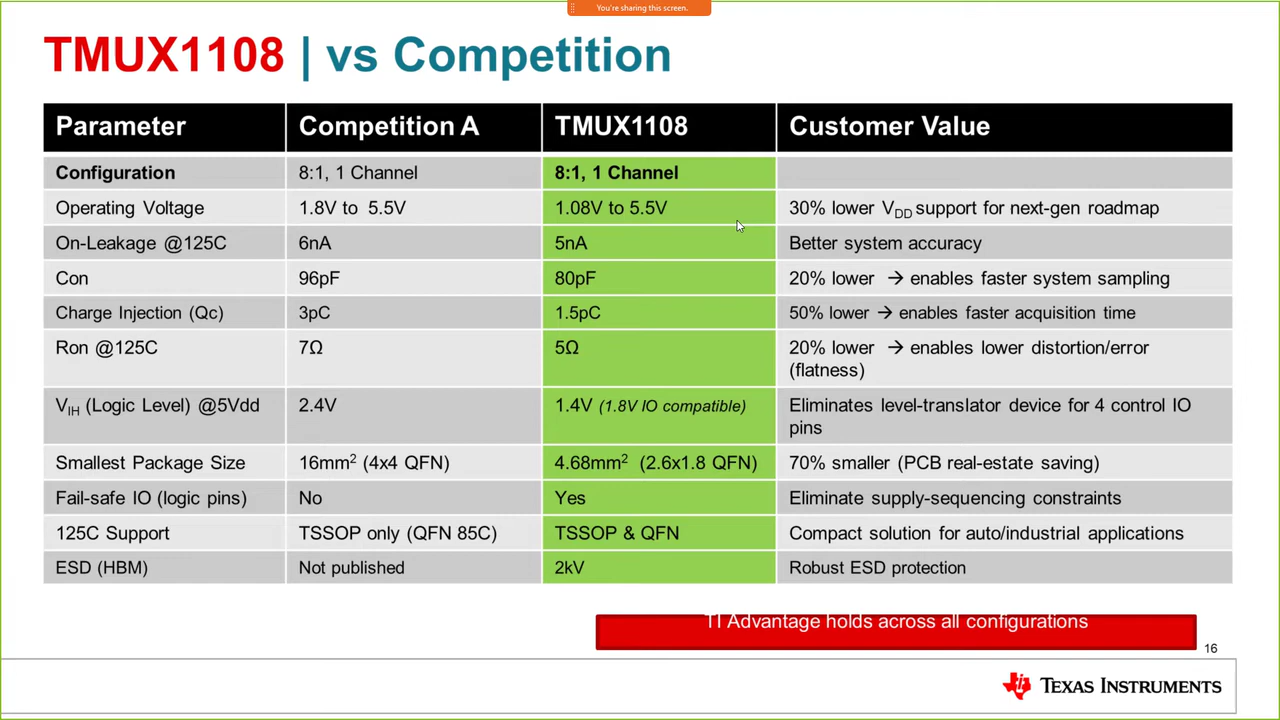 You're sharing this screen.
TMUX1108 | vs Competition
Parameter Competition A TMUX1108 Customer Value
Configuration 8:1, 1 Channel 8:1, 1 Channel
Operating Voltage 1.8V to 5.5V 1.08V to 5.5V 30% lower VDD support for next-gen roadmap
On-Leakage @125C 6nA 5nA Better system accuracy
Con 96pF 80pF 20% lower → enables faster system sampling
Charge Injection (Qc) 3pC 1.5pC 50% lower → enables faster acquisition time
Ron @125C 7Ω 5Ω 20% lower → enables lower distortion/error
(flatness)
VIH (Logic Level) @5Vdd 2.4V 1.4V (1.8V IO compatible) Eliminates level-translator device for 4 control IO
pins
Smallest Package Size 16mm² (4x4 QFN) 4.68mm² (2.6x1.8 QFN) 70% smaller (PCB real-estate saving)
Fail-safe IO (logic pins) No Yes Eliminate supply-sequencing constraints
125C Support TSSOP only (QFN 85C) TSSOP & QFN Compact solution for auto/industrial applications
ESD (HBM) Not published 2kV Robust ESD protection
TI Advantage holds across all configurations
16
TEXAS INSTRUMENTS